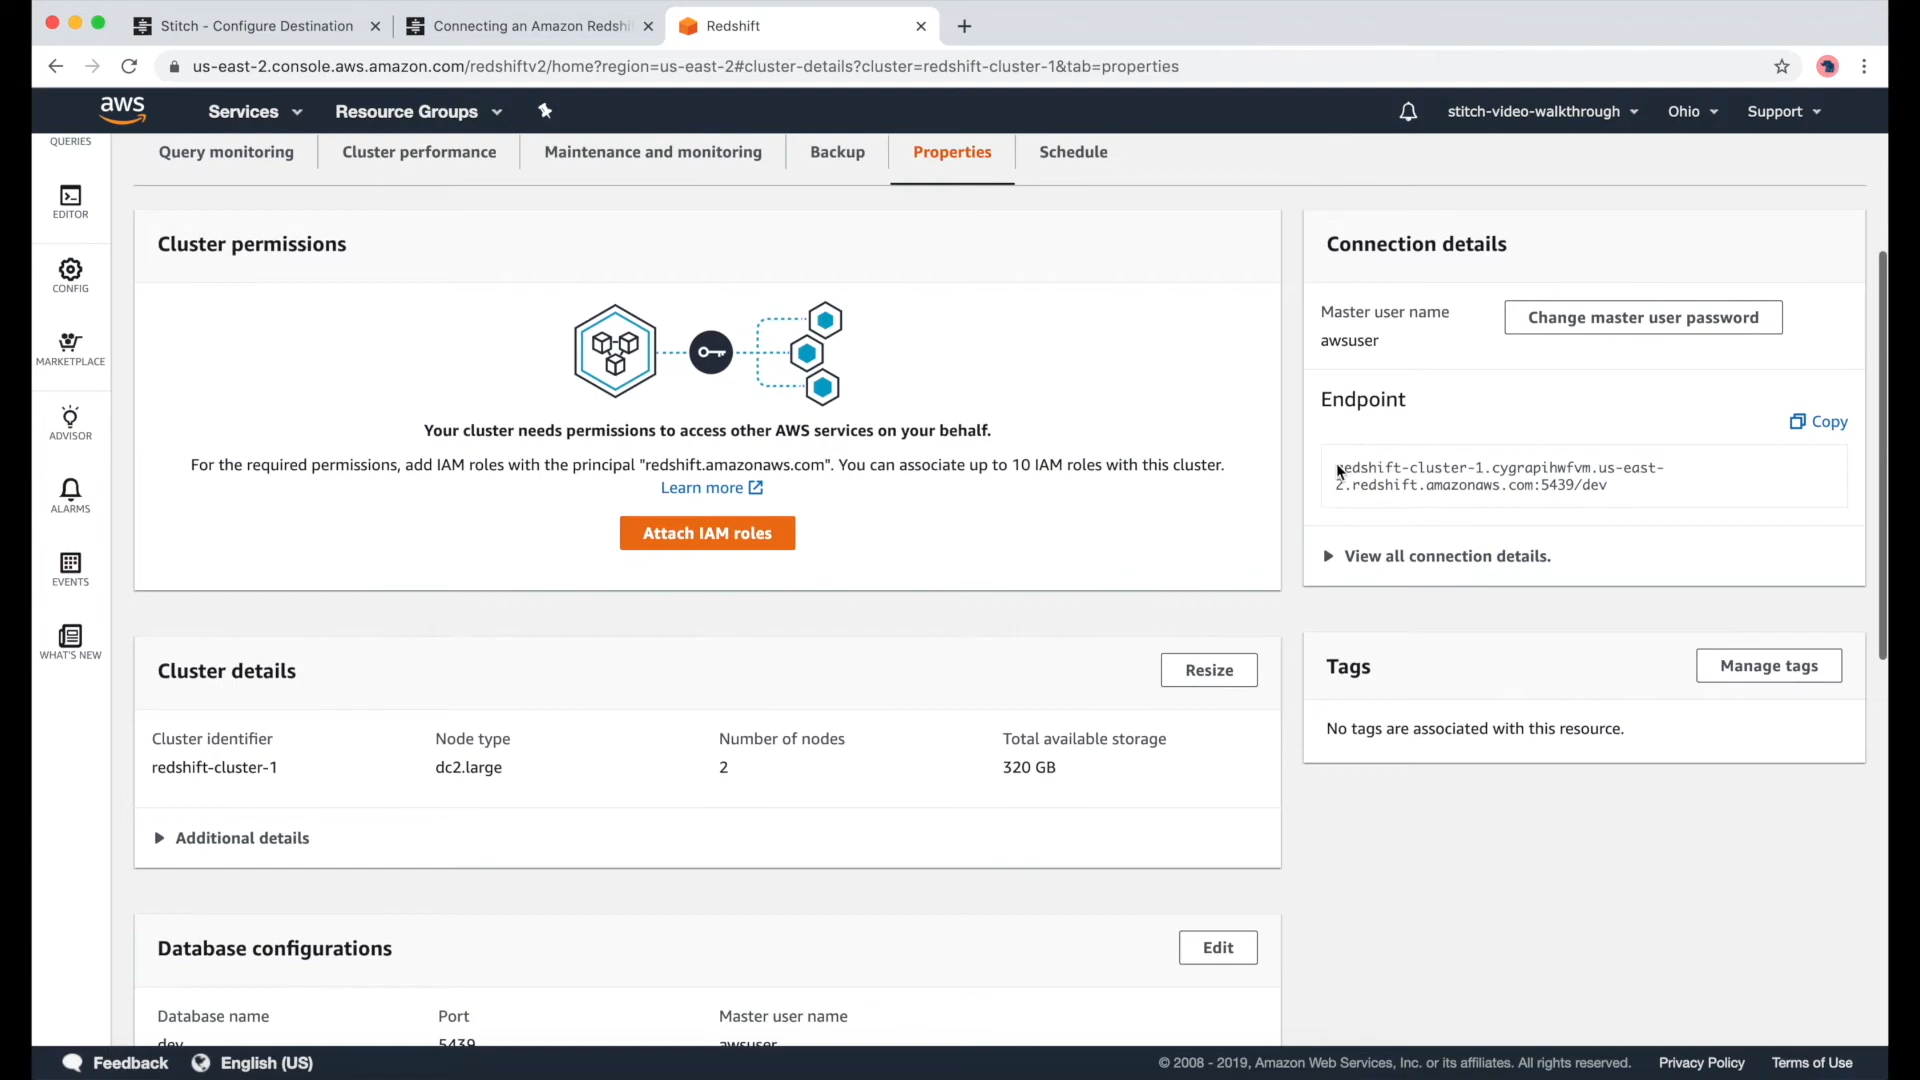 Stitch - Configure Destination
Connecting an Amazon Redshi
Redshift
us-east-2.console.aws.amazon.com/redshiftv2/home?region=us-east-2#cluster-details?cluster=redshift-cluster-1&tab=properties
aws
Services
Resource Groups
stitch-video-walkthrough
Ohio
Support
QUERIES
EDITOR
CONFIG
MARKETPLACE
ADVISOR
ALARMS
EVENTS
WHAT'S NEW
Query monitoring
Cluster performance
Maintenance and monitoring
Backup
Properties
Schedule
Cluster permissions
Your cluster needs permissions to access other AWS services on your behalf.
For the required permissions, add IAM roles with the principal "redshift.amazonaws.com". You can associate up to 10 IAM roles with this cluster.
Learn more
Attach IAM roles
Connection details
Master user name
awsuser
Change master user password
Endpoint
Copy
redshift-cluster-1.cygrapihwfvm.us-east-
2.redshift.amazonaws.com:5439/dev
View all connection details.
Cluster details
Resize
Cluster identifier
redshift-cluster-1
Node type
dc2.large
Number of nodes
2
Total available storage
320 GB
Additional details
Tags
Manage tags
No tags are associated with this resource.
Database configurations
Edit
Database name
dev
Port
5439
Master user name
awsuser
Feedback
English (US)
© 2008 - 2019, Amazon Web Services, Inc. or its affiliates. All rights reserved.
Privacy Policy
Terms of Use